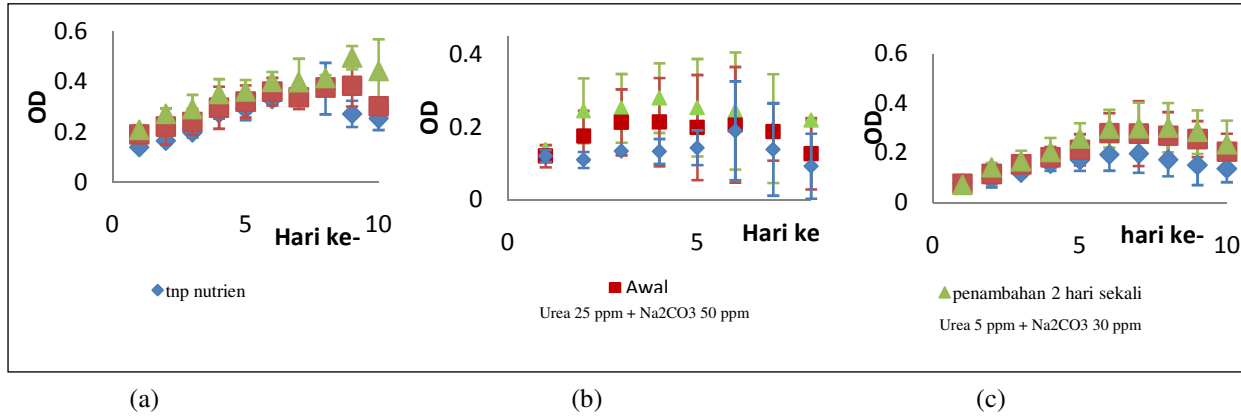 0.6
0.4
0.2
0
0 5 10
OD
Hari ke-
0.4
0.2
0
0 5
OD
Hari ke
0.6
0.4
0.2
0
0 5 10
OD
hari ke-
tnp nutrien
Awal
Urea 25 ppm + Na2CO3 50 ppm
penambahan 2 hari sekali
Urea 5 ppm + Na2CO3 30 ppm
(a) (b) (c)